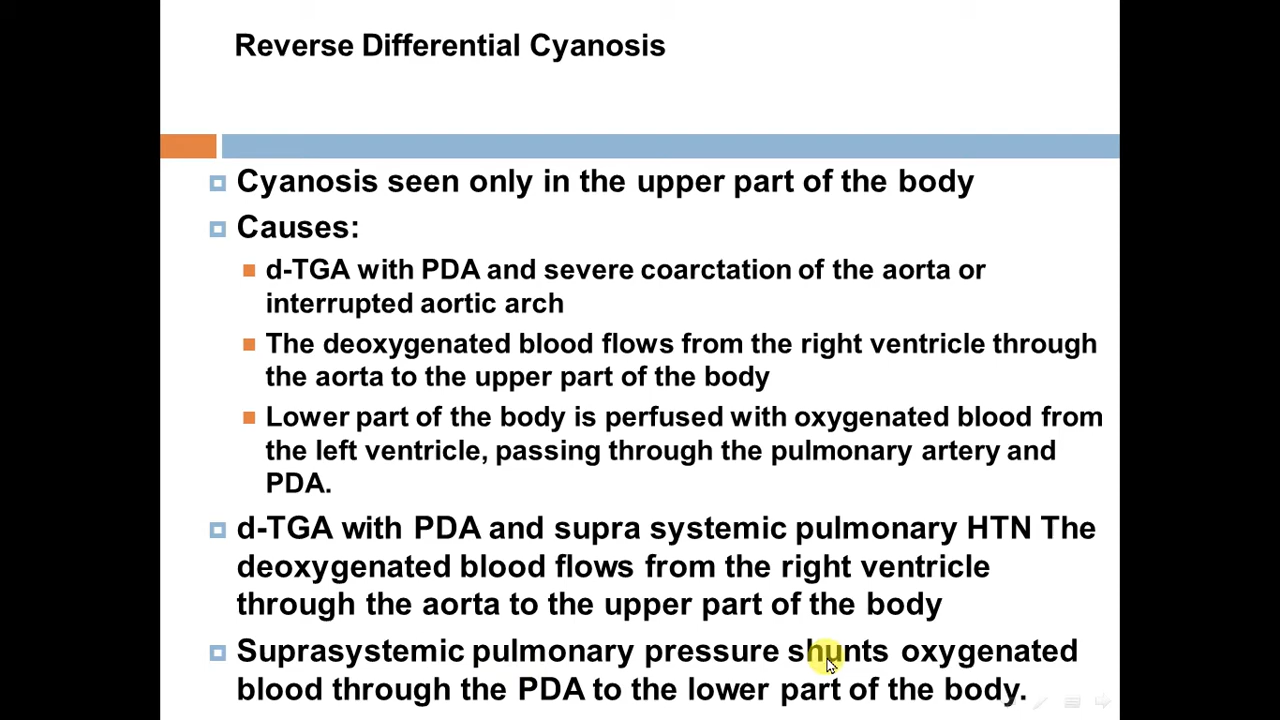 Reverse Differential Cyanosis
Cyanosis seen only in the upper part of the body
Causes:
d-TGA with PDA and severe coarctation of the aorta or
interrupted aortic arch
The deoxygenated blood flows from the right ventricle through
the aorta to the upper part of the body
Lower part of the body is perfused with oxygenated blood from
the left ventricle, passing through the pulmonary artery and
PDA.
d-TGA with PDA and supra systemic pulmonary HTN The
deoxygenated blood flows from the right ventricle
through the aorta to the upper part of the body
Suprasystemic pulmonary pressure shunts oxygenated
blood through the PDA to the lower part of the body.